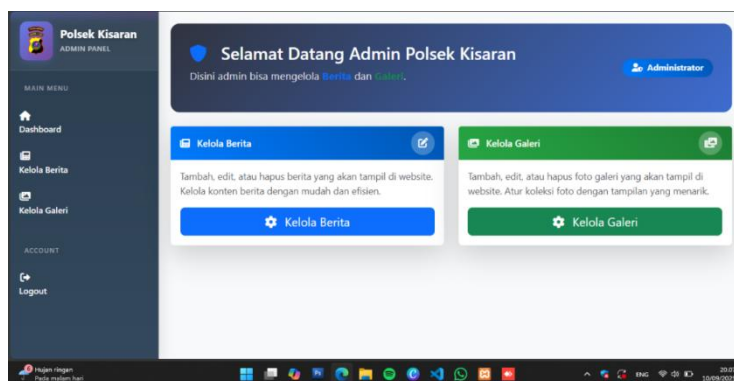 Polsek Kisaran
ADMIN PANEL
MAIN MENU
Dashboard
Kelola Berita
Kelola Galeri
ACCOUNT
Logout
Selamat Datang Admin Polsek Kisaran
Disini admin bisa mengelola Berita dan Galeri.
Administrator
Kelola Berita
Tambah, edit, atau hapus berita yang akan tampil di website.
Kelola konten berita dengan mudah dan efisien.
Kelola Berita
Kelola Galeri
Tambah, edit, atau hapus foto galeri yang akan tampil di
website. Atur koleksi foto dengan tampilan yang menarik.
Kelola Galeri
Hujan ringan
Pada malam hari
ENG